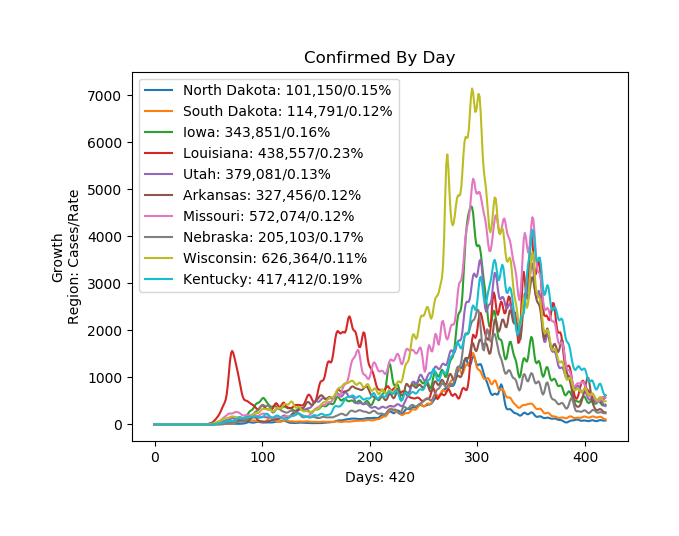 Confirmed By Day
7000
6000
5000
4000
3000
2000
1000
0
Growth
Region: Cases/Rate
North Dakota: 101,150/0.15%
South Dakota: 114,791/0.12%
Iowa: 343,851/0.16%
Louisiana: 438,557/0.23%
Utah: 379,081/0.13%
Arkansas: 327,456/0.12%
Missouri: 572,074/0.12%
Nebraska: 205,103/0.17%
Wisconsin: 626,364/0.11%
Kentucky: 417,412/0.19%
0 100 200 300 400
Days: 420